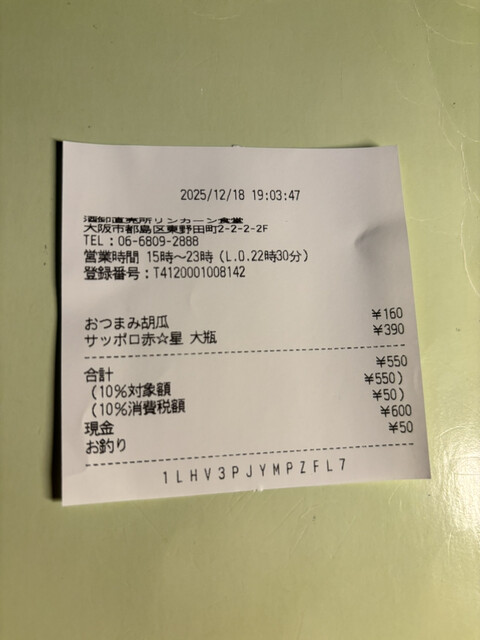 2025/12/18 19:03:47
酒卸直売所リンカーン食堂
大阪市都島区東野田町2-2-2-2F
TEL：06-6809-2888
営業時間 15時～23時（L.O.22時30分）
登録番号：T4120001008142
おつまみ胡瓜 ¥160
サッポロ赤☆星 大瓶 ¥390
合計 ¥550
（10%対象額 ¥550）
（10%消費税額 ¥50）
現金 ¥600
お釣り ¥50
1LHV3PJYMPZFL7